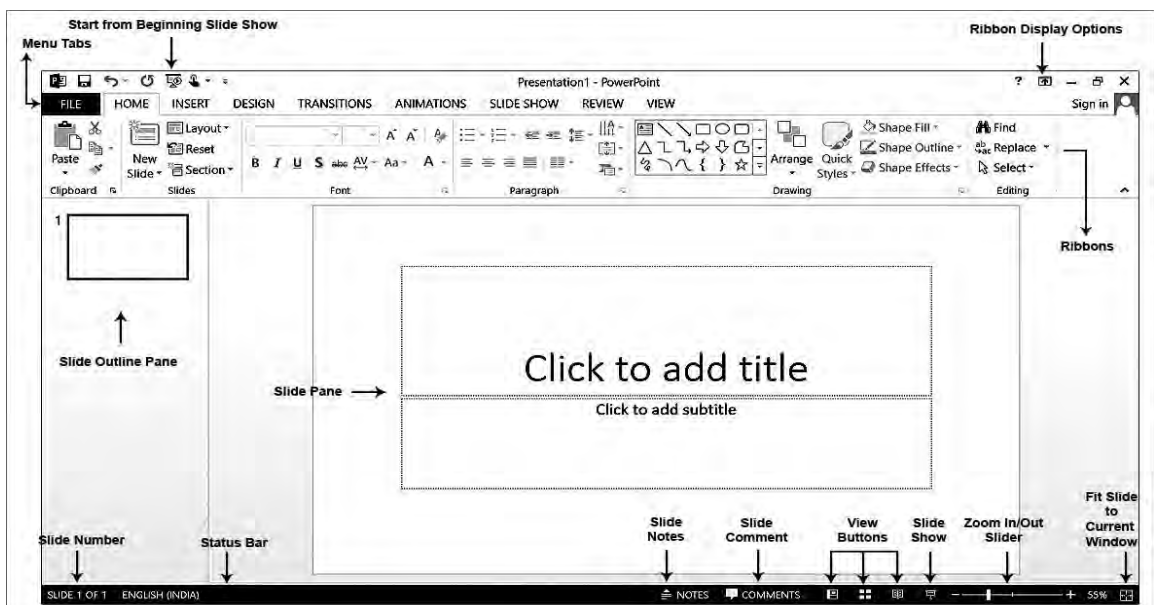 Start from Beginning Slide Show
Ribbon Display Options
Menu Tabs
Presentation1 - PowerPoint
?
FILE HOME INSERT DESIGN TRANSITIONS ANIMATIONS SLIDE SHOW REVIEW VIEW
Sign in
Paste
New Slide
Layout
Reset
Section
B I U S abc AV Aa A
A A
Arrange
Quick Styles
Shape Fill
Shape Outline
Shape Effects
Find
Replace
Select
Clipboard Slides Font Paragraph Drawing Editing
1
Ribbons
Slide Outline Pane
Slide Pane
Click to add title
Click to add subtitle
Slide Number
Status Bar
Slide Notes
Slide Comment
View Buttons
Slide Show
Zoom In/Out Slider
Fit Slide to Current Window
SLIDE 1 OF 1 ENGLISH (INDIA) NOTES COMMENTS 55%